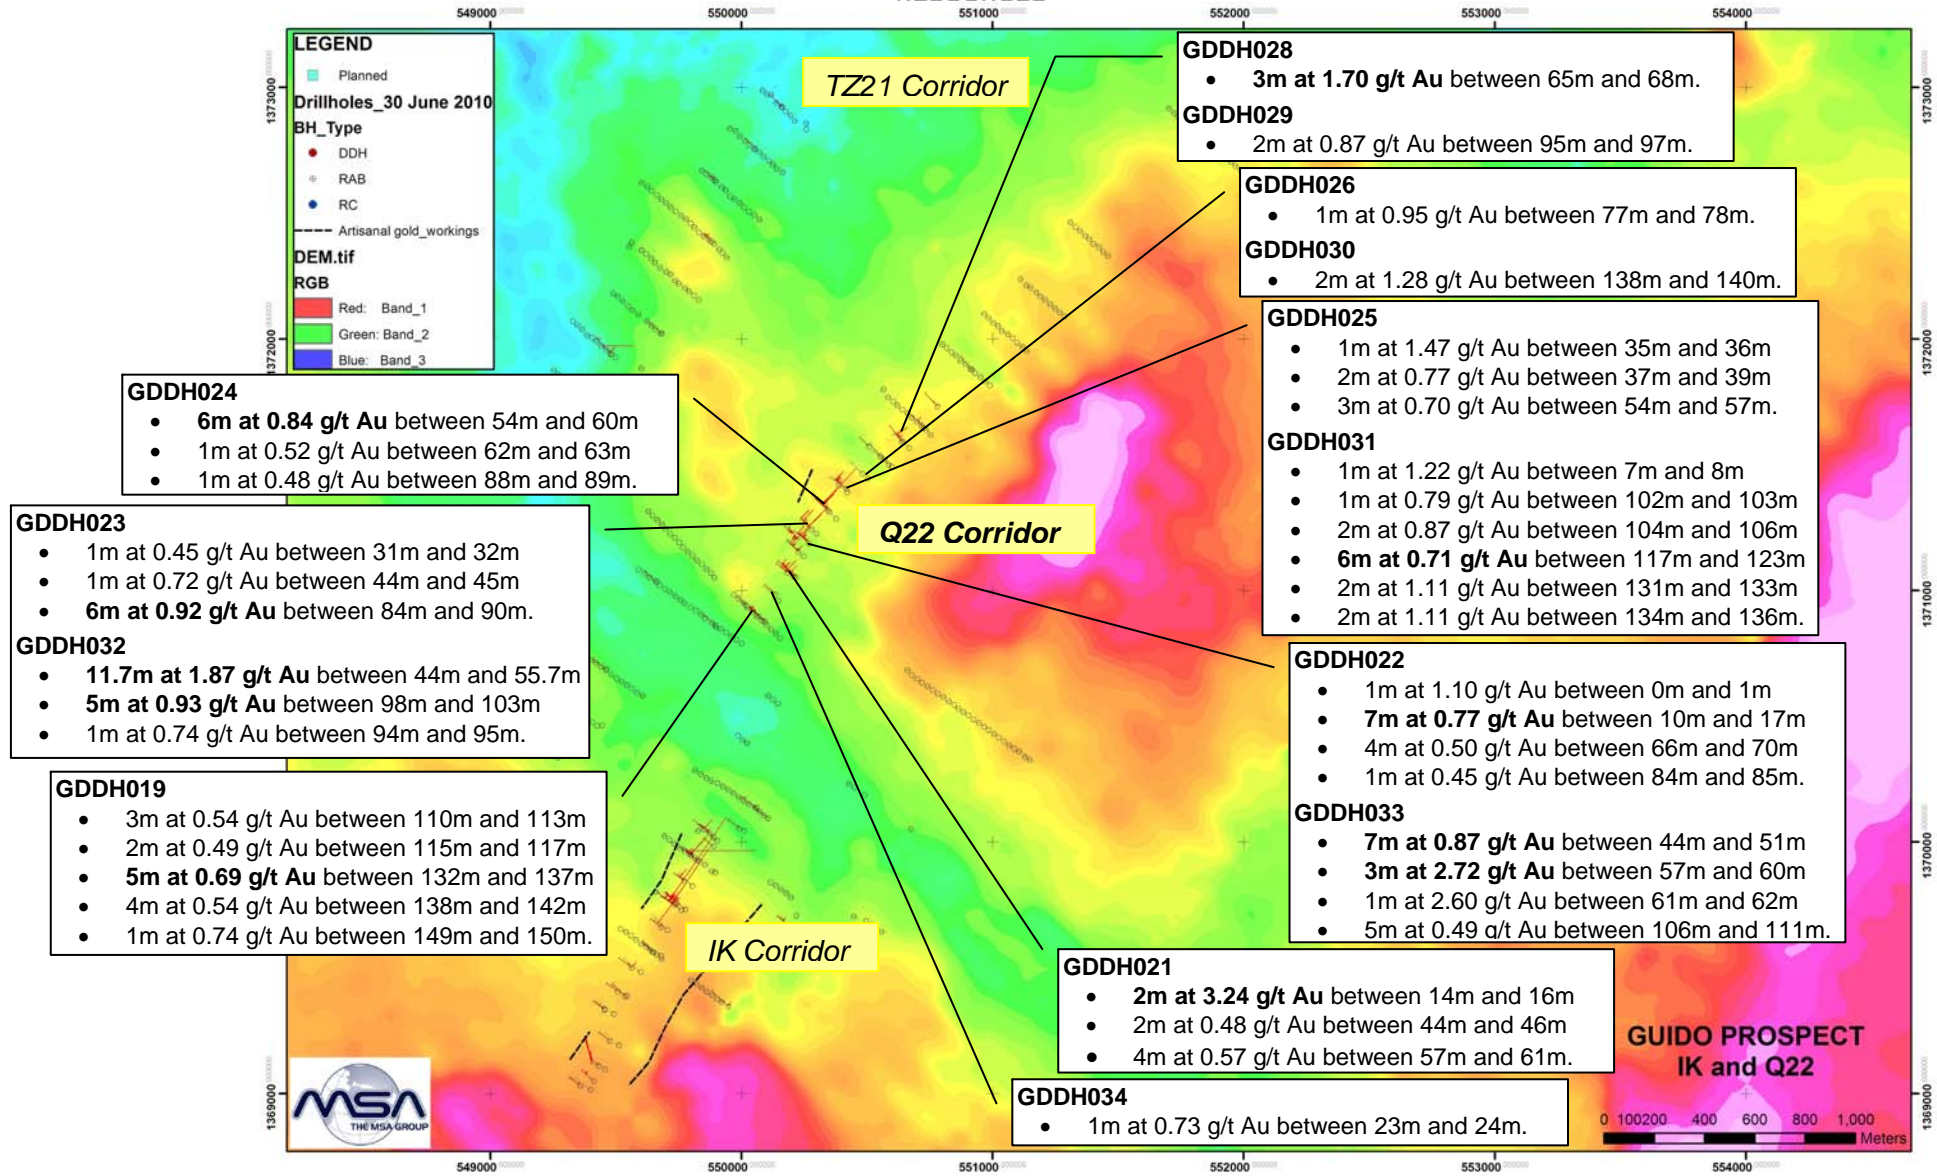 549000
550000
551000
552000
553000
554000
LEGEND
Planned
Drillholes_30 June 2010
BH_Type
DDH
RAB
RC
Artisanal gold_workings
DEM.tif
RGB
Red: Band_1
Green: Band_2
Blue: Band_3
TZ21 Corridor
GDDH028
• 3m at 1.70 g/t Au between 65m and 68m.
GDDH029
• 2m at 0.87 g/t Au between 95m and 97m.
GDDH026
• 1m at 0.95 g/t Au between 77m and 78m.
GDDH030
• 2m at 1.28 g/t Au between 138m and 140m.
GDDH025
• 1m at 1.47 g/t Au between 35m and 36m
• 2m at 0.77 g/t Au between 37m and 39m
• 3m at 0.70 g/t Au between 54m and 57m.
GDDH031
• 1m at 1.22 g/t Au between 7m and 8m
• 1m at 0.79 g/t Au between 102m and 103m
• 2m at 0.87 g/t Au between 104m and 106m
• 6m at 0.71 g/t Au between 117m and 123m
• 2m at 1.11 g/t Au between 131m and 133m
• 2m at 1.11 g/t Au between 134m and 136m.
GDDH024
• 6m at 0.84 g/t Au between 54m and 60m
• 1m at 0.52 g/t Au between 62m and 63m
• 1m at 0.48 g/t Au between 88m and 89m.
Q22 Corridor
GDDH023
• 1m at 0.45 g/t Au between 31m and 32m
• 1m at 0.72 g/t Au between 44m and 45m
• 6m at 0.92 g/t Au between 84m and 90m.
GDDH032
• 11.7m at 1.87 g/t Au between 44m and 55.7m
• 5m at 0.93 g/t Au between 98m and 103m
• 1m at 0.74 g/t Au between 94m and 95m.
GDDH022
• 1m at 1.10 g/t Au between 0m and 1m
• 7m at 0.77 g/t Au between 10m and 17m
• 4m at 0.50 g/t Au between 66m and 70m
• 1m at 0.45 g/t Au between 84m and 85m.
GDDH033
• 7m at 0.87 g/t Au between 44m and 51m
• 3m at 2.72 g/t Au between 57m and 60m
• 1m at 2.60 g/t Au between 61m and 62m
• 5m at 0.49 g/t Au between 106m and 111m.
GDDH019
• 3m at 0.54 g/t Au between 110m and 113m
• 2m at 0.49 g/t Au between 115m and 117m
• 5m at 0.69 g/t Au between 132m and 137m
• 4m at 0.54 g/t Au between 138m and 142m
• 1m at 0.74 g/t Au between 149m and 150m.
IK Corridor
GDDH021
• 2m at 3.24 g/t Au between 14m and 16m
• 2m at 0.48 g/t Au between 44m and 46m
• 4m at 0.57 g/t Au between 57m and 61m.
GDDH034
• 1m at 0.73 g/t Au between 23m and 24m.
GUIDO PROSPECT
IK and Q22
0 100200 400 600 800 1,000
Meters
MSA
THE MSA GROUP
1373000
1372000
1371000
1369000
1373000
1372000
1371000
1370000
1369000
549000
550000
551000
552000
553000
554000